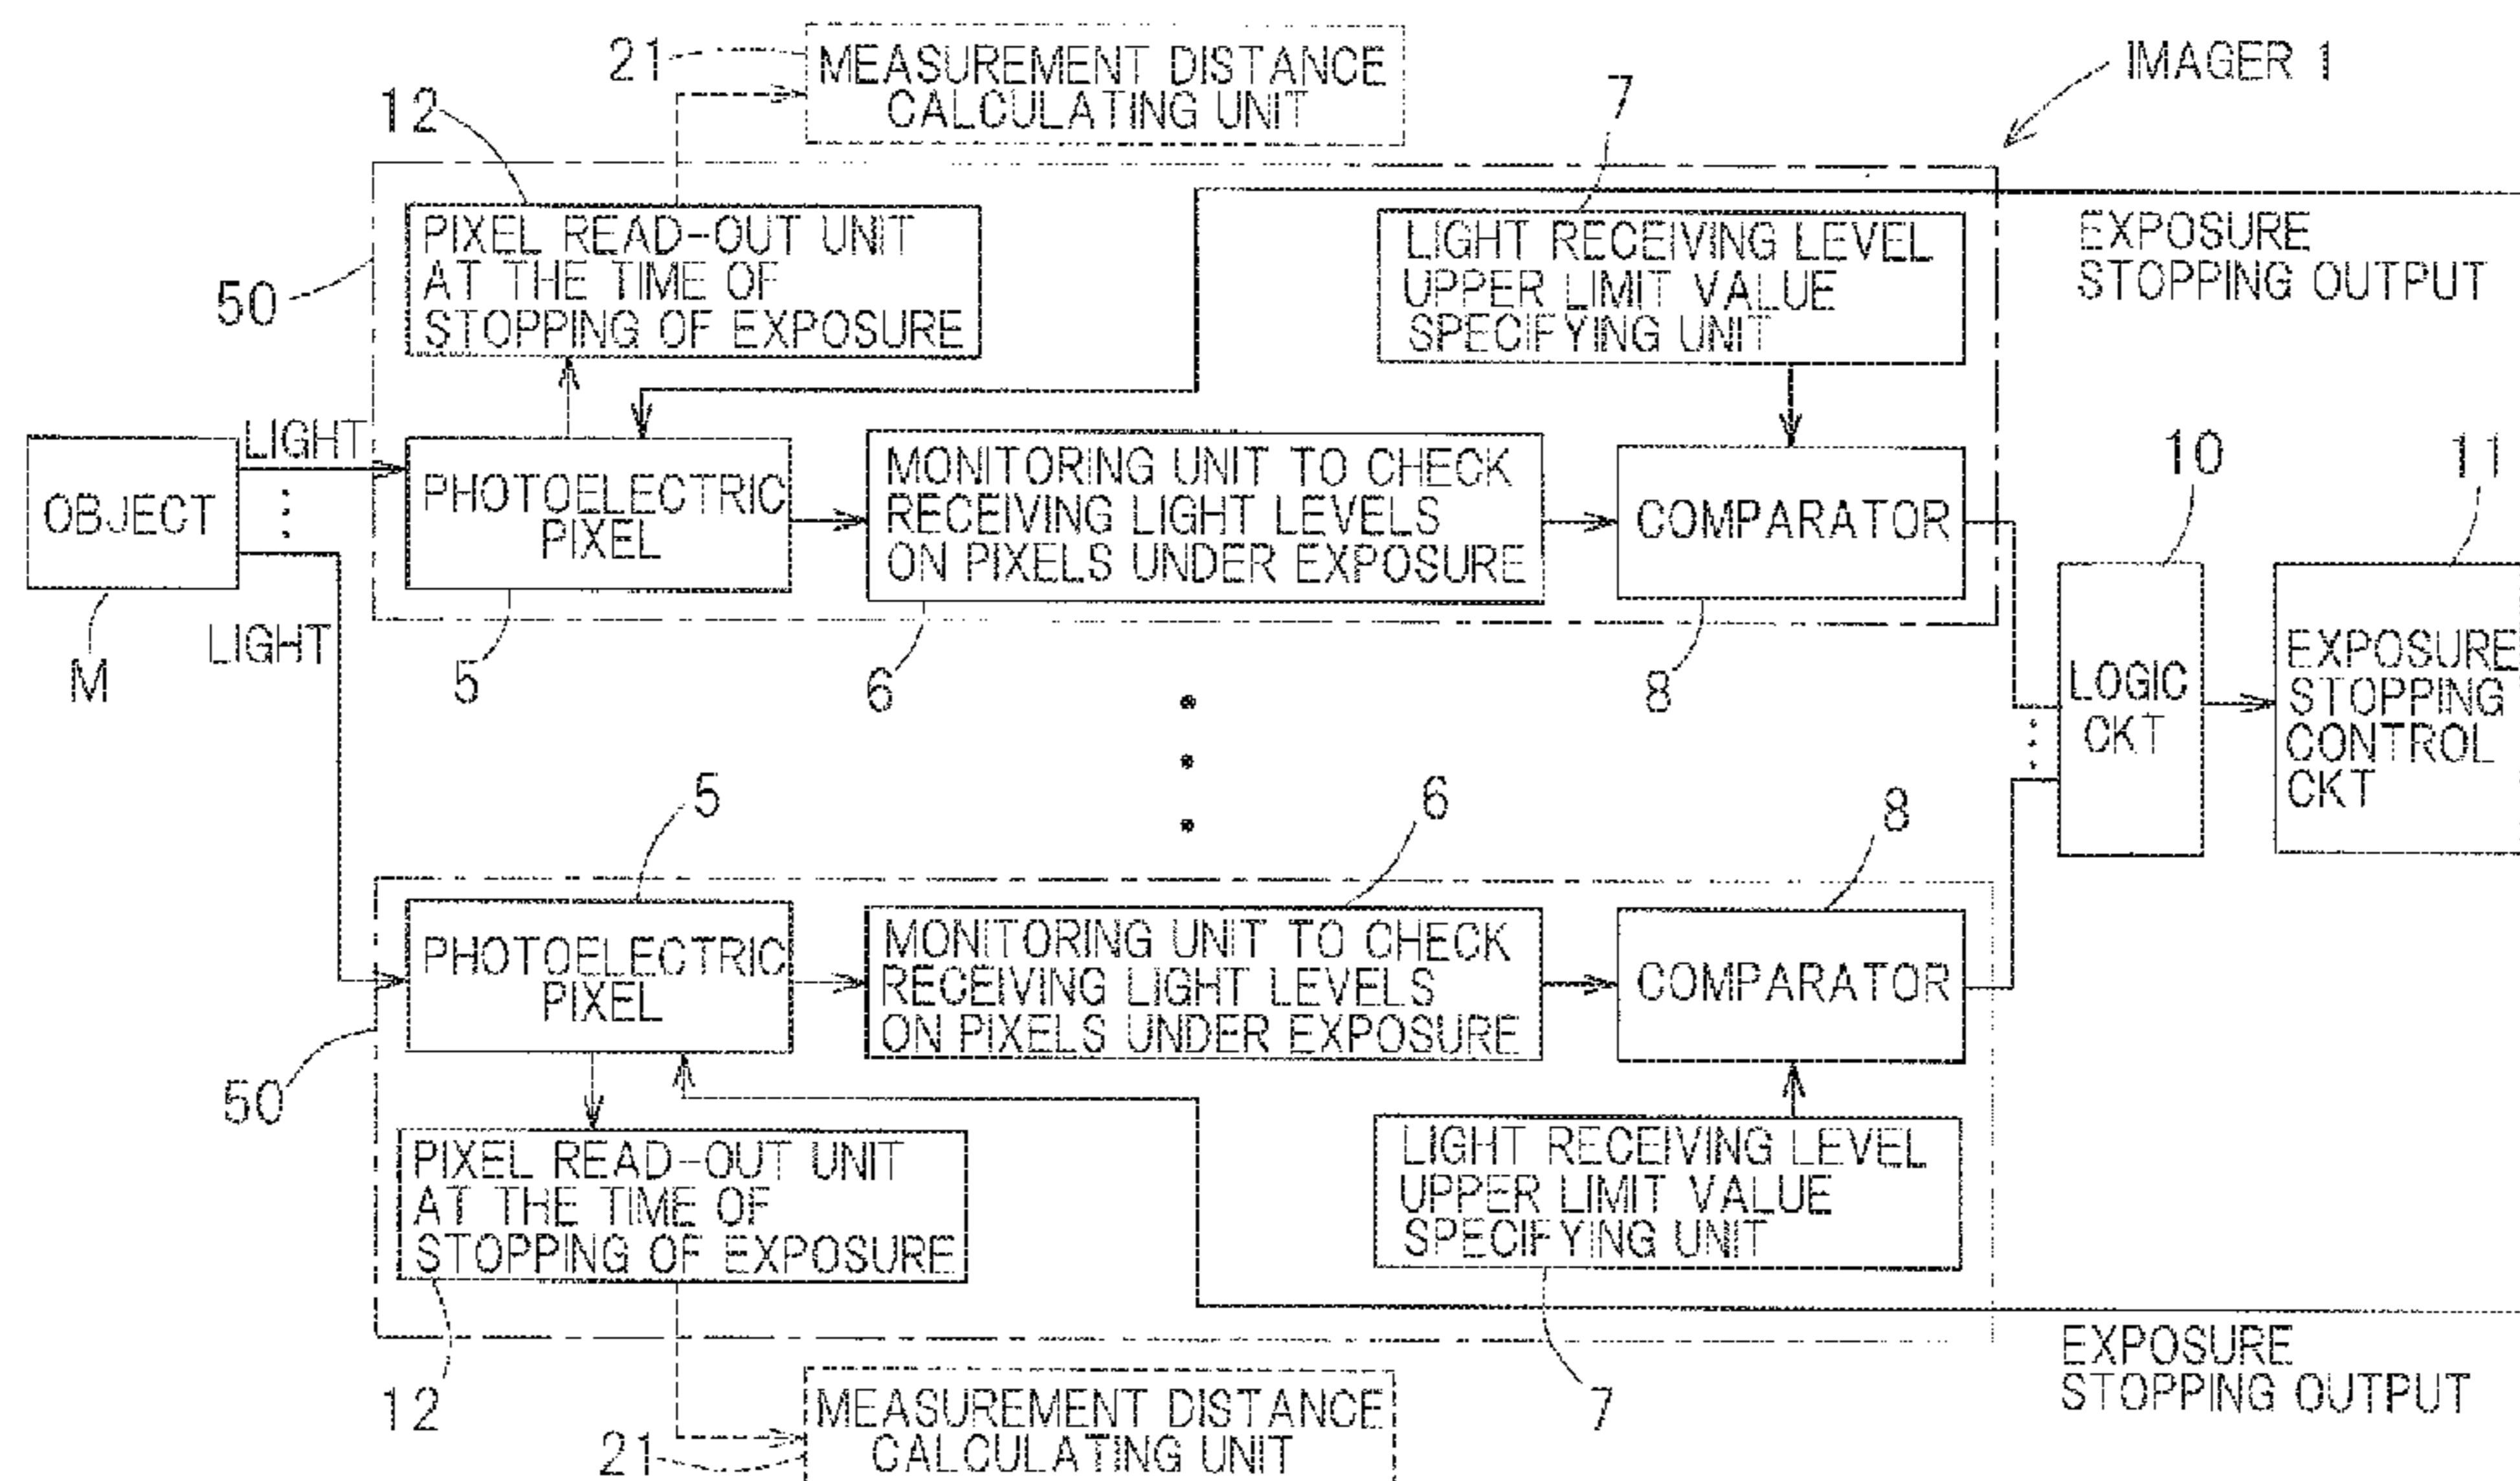 21
MEASUREMENT DISTANCE
CALCULATING UNIT
IMAGER 1
12
7
50
PIXEL READ-OUT UNIT
AT THE TIME OF
STOPPING OF EXPOSURE
LIGHT RECEIVING LEVEL
UPPER LIMIT VALUE
SPECIFYING UNIT
EXPOSURE
STOPPING OUTPUT
OBJECT
M
LIGHT
LIGHT
PHOTOELECTRIC
PIXEL
5
MONITORING UNIT TO CHECK
RECEIVING LIGHT LEVELS
ON PIXELS UNDER EXPOSURE
6
COMPARATOR
8
10
LOGIC
CKT
11
EXPOSURE
STOPPING
CONTROL
CKT
5
6
8
50
PHOTOELECTRIC
PIXEL
MONITORING UNIT TO CHECK
RECEIVING LIGHT LEVELS
ON PIXELS UNDER EXPOSURE
COMPARATOR
PIXEL READ-OUT UNIT
AT THE TIME OF
STOPPING OF EXPOSURE
12
LIGHT RECEIVING LEVEL
UPPER LIMIT VALUE
SPECIFYING UNIT
7
EXPOSURE
STOPPING OUTPUT
21
MEASUREMENT DISTANCE
CALCULATING UNIT